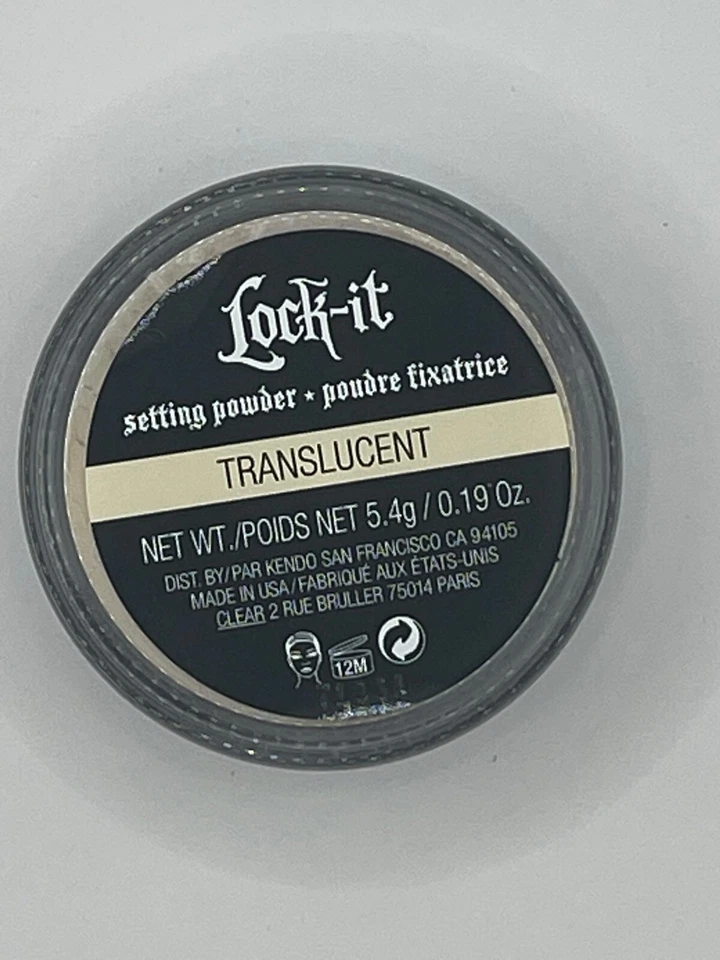 Lock-it
setting powder ⋆ poudre fixatrice
TRANSLUCENT
NET WT./POIDS NET 5.4g / 0.19 Oz.
DIST. BY/PAR KENDO SAN FRANCISCO CA 94105
MADE IN USA/FABRIQUÉ AUX ÉTATS-UNIS
CLEAR 2 RUE BRULLER 75014 PARIS
12M